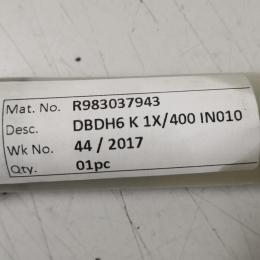 Mat. No. R983037943
Desc. DBDH6 K 1X/400 IN010
Wk No. 44 / 2017
Qty. 01pc